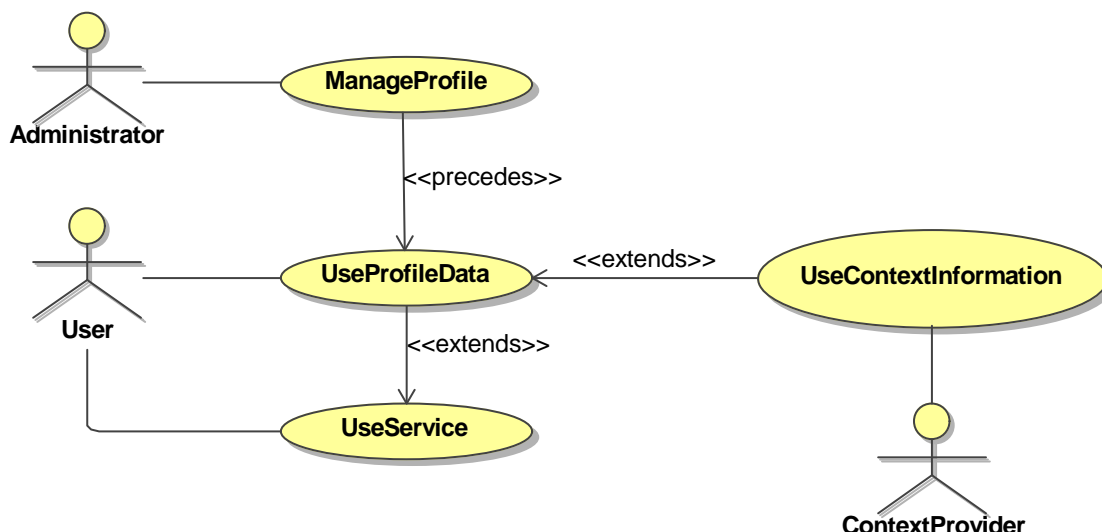 ManageProfile
Administrator
<<precedes>>
<<extends>>
UseProfileData
UseContextInformation
User
<<extends>>
UseService
ContextProvider